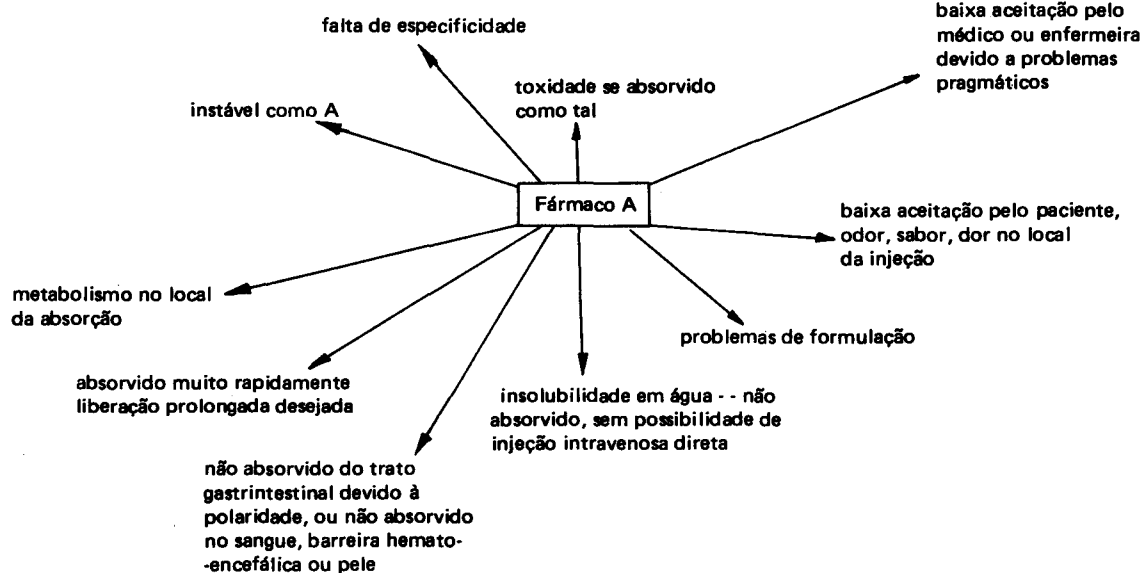 baixa aceitação pelo
médico ou enfermeira
devido a problemas
pragmáticos
falta de especificidade
toxidade se absorvido
como tal
instável como A
Fármaco A
baixa aceitação pelo paciente,
odor, sabor, dor no local
da injeção
metabolismo no local
da absorção
problemas de formulação
absorvido muito rapidamente
liberação prolongada desejada
insolubilidade em água - - não
absorvido, sem possibilidade de
injeção intravenosa direta
não absorvido do trato
gastrintestinal devido à
polaridade, ou não absorvido
no sangue, barreira hemato-
-encefálica ou pele